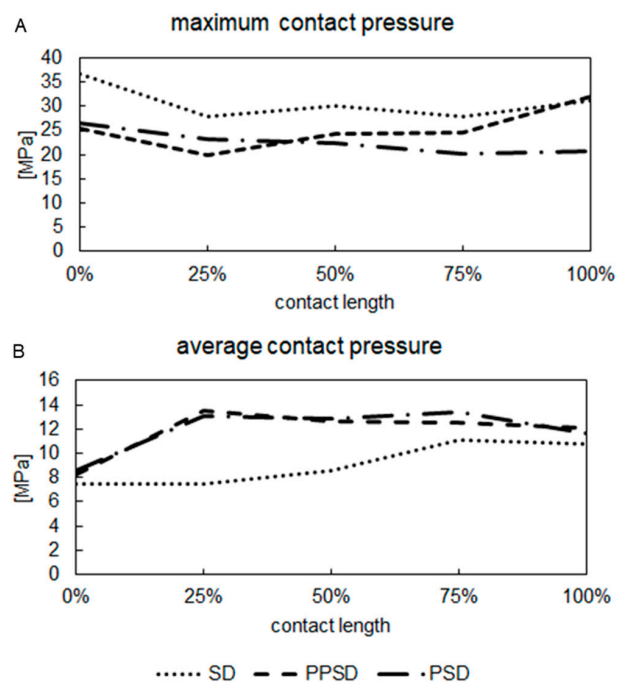 A
maximum contact pressure
40
35
30
25
20
15
10
5
0
[MPa]
0% 25% 50% 75% 100%
contact length
B
average contact pressure
16
14
12
10
8
6
4
2
0
[MPa]
0% 25% 50% 75% 100%
contact length
SD PPSD PSD